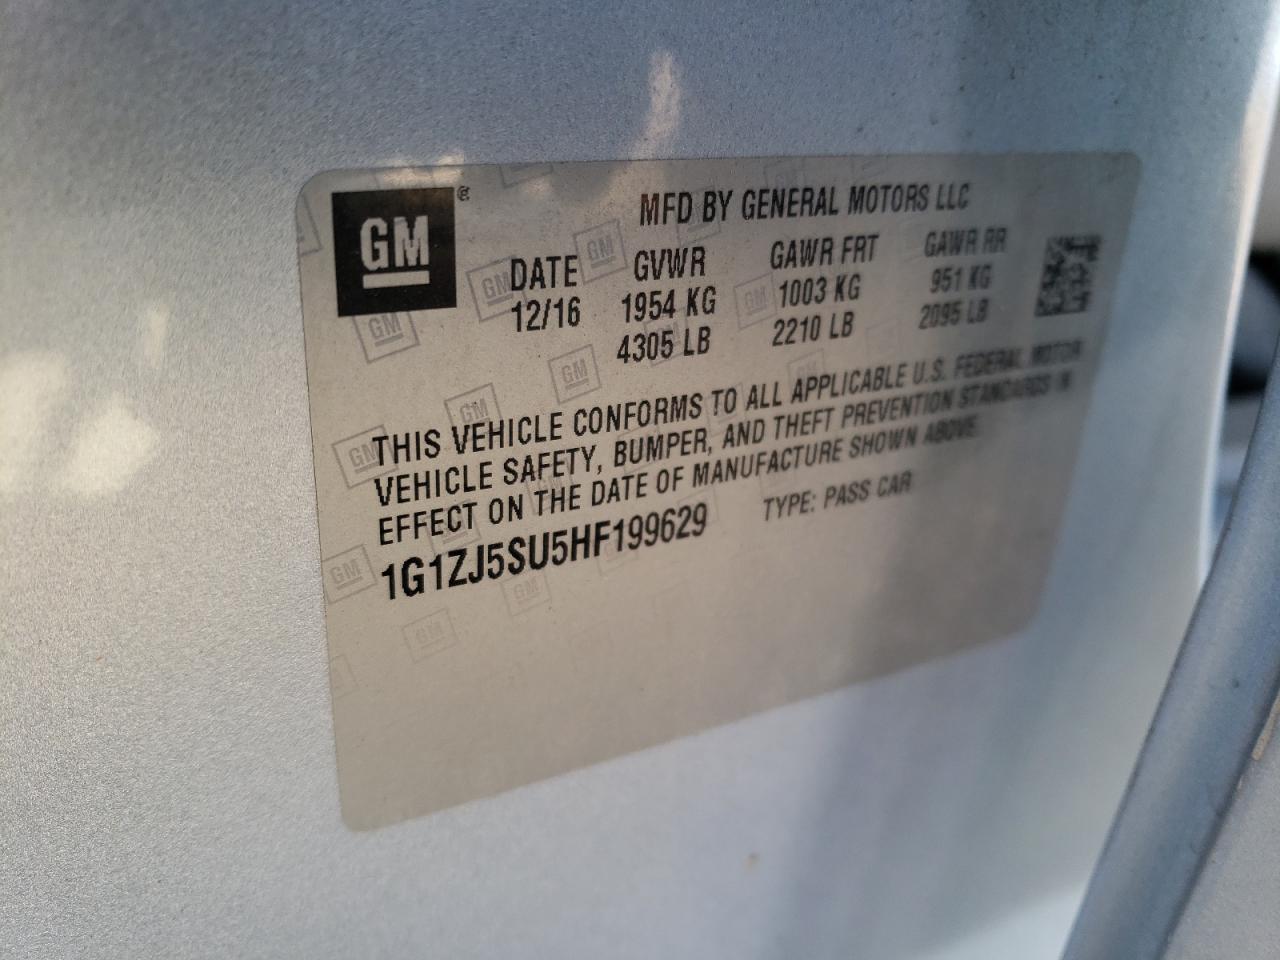 GM
MFD BY GENERAL MOTORS LLC
DATE GVWR GAWR FRT GAWR RR
12/16 1954 KG 1003 KG 951 KG
4305 LB 2210 LB 2095 LB
THIS VEHICLE CONFORMS TO ALL APPLICABLE U.S. FEDERAL MOTOR
VEHICLE SAFETY, BUMPER, AND THEFT PREVENTION STANDARDS IN
EFFECT ON THE DATE OF MANUFACTURE SHOWN ABOVE
1G1ZJ5SU5HF199629 TYPE: PASS CAR